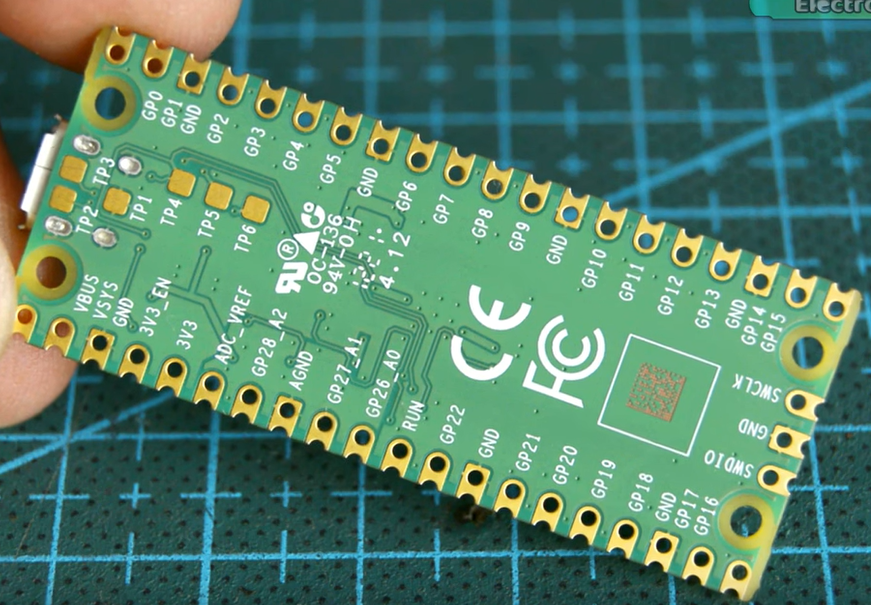 Electro
GP0
GP1
GND
GP2
GP3
GP4
GP5
GND
GP6
GP7
GP8
GP9
GND
GP10
GP11
GP12
GP13
GND
GP14
GP15
TP3
TP2
TP1
TP4
TP5
TP6
OC-136
94V-0H
4.12
CE
FC
SWCLK
GND
SWDIO
VBUS
VSYS
GND
3V3_EN
3V3
ADC_VREF
GP28_A2
AGND
GP27_A1
GP26_A0
RUN
GP22
GND
GP21
GP20
GP19
GP18
GND
GP17
GP16